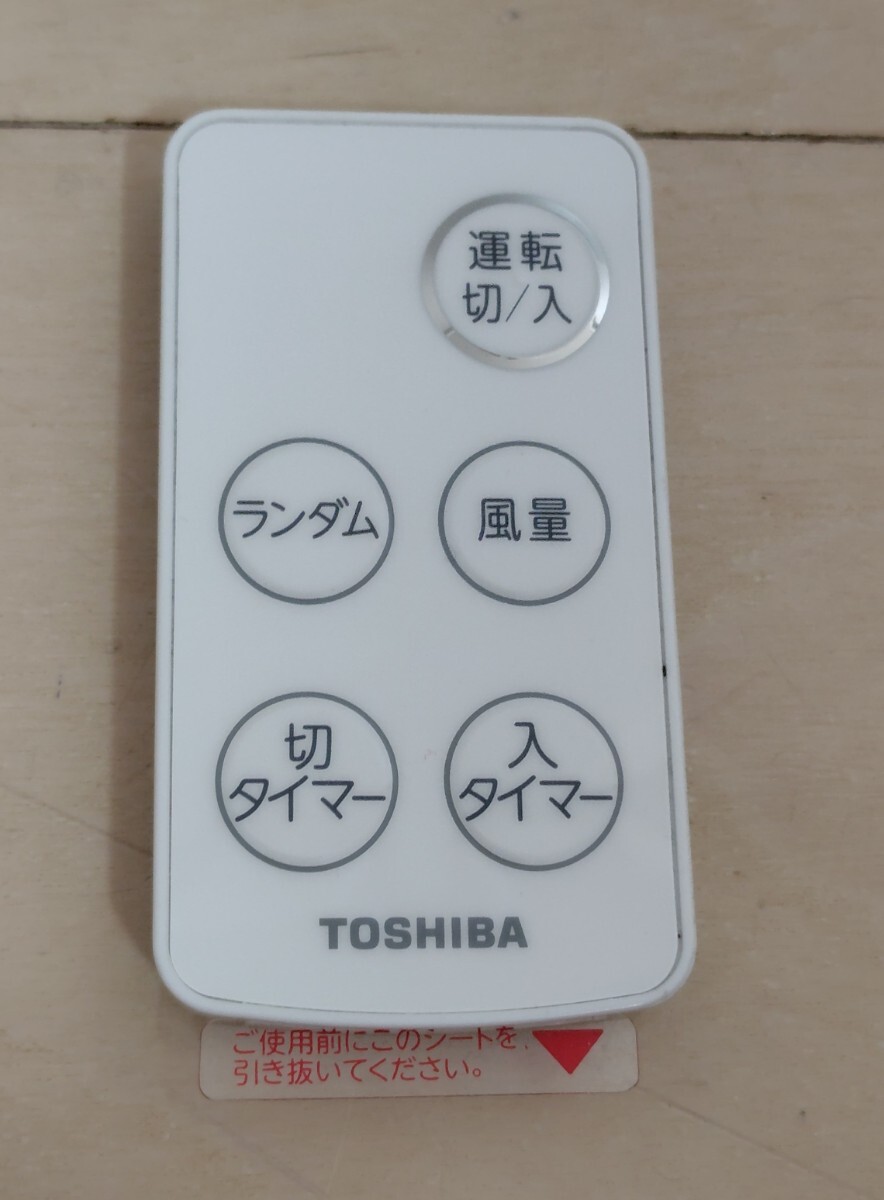 運転
切/入
ランダム
風量
切
タイマー
入
タイマー
TOSHIBA
ご使用前にこのシートを
引き抜いてください。